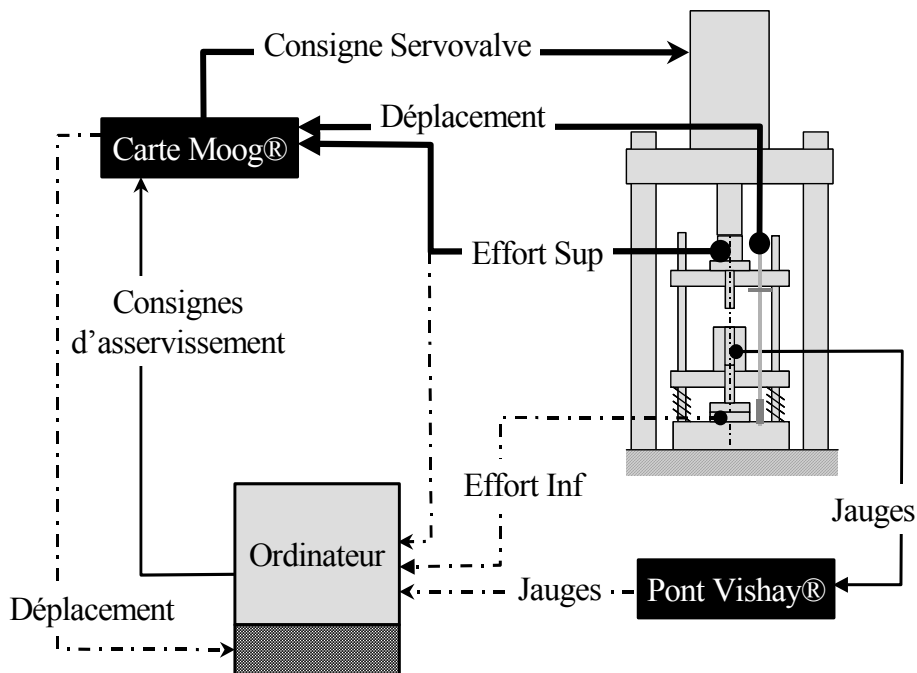 Consigne Servovalve
Déplacement
Carte Moog®
Effort Sup
Consignes
d’asservissement
Effort Inf
Jauges
Ordinateur
Jauges
Pont Vishay®
Déplacement